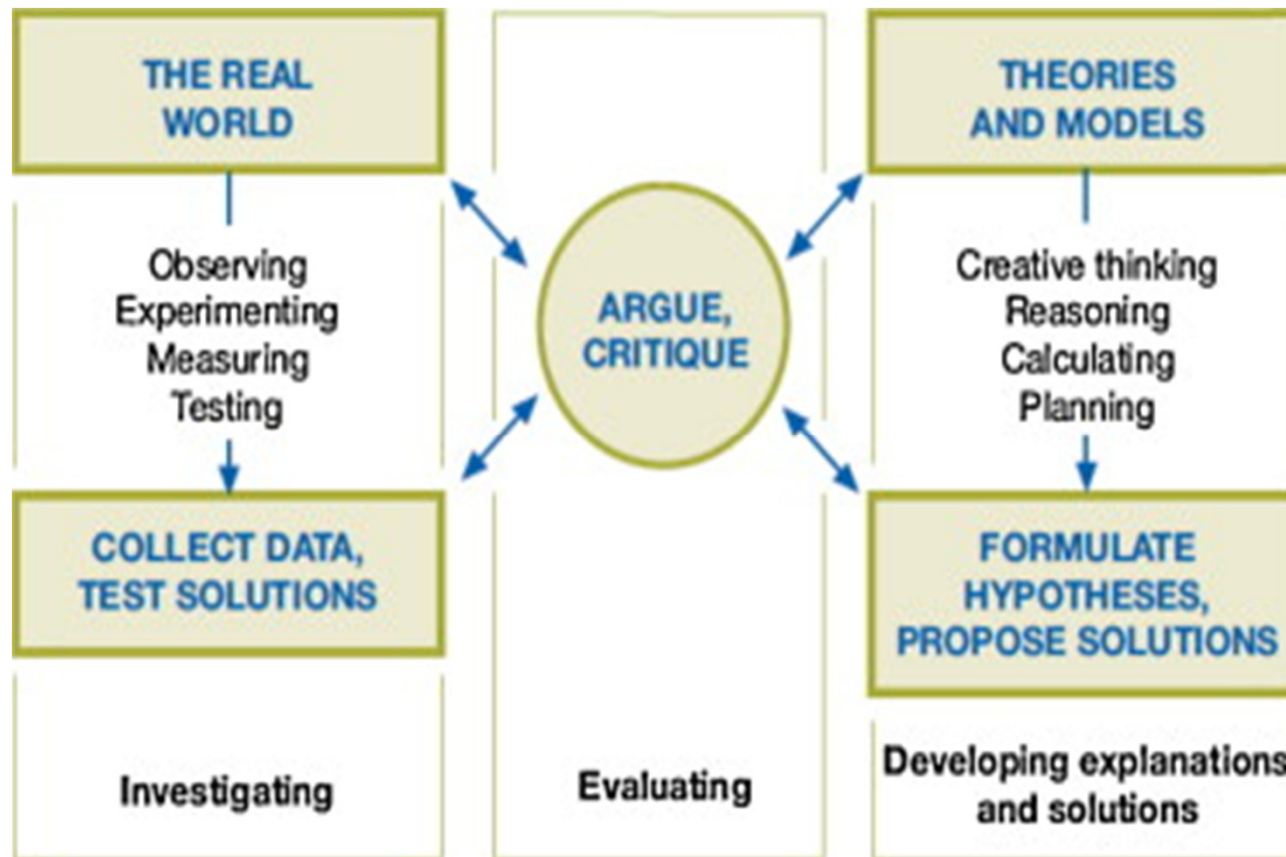 THE REAL
WORLD
Observing
Experimenting
Measuring
Testing
COLLECT DATA,
TEST SOLUTIONS
Investigating
ARGUE,
CRITIQUE
Evaluating
THEORIES
AND MODELS
Creative thinking
Reasoning
Calculating
Planning
FORMULATE
HYPOTHESES,
PROPOSE SOLUTIONS
Developing explanations
and solutions